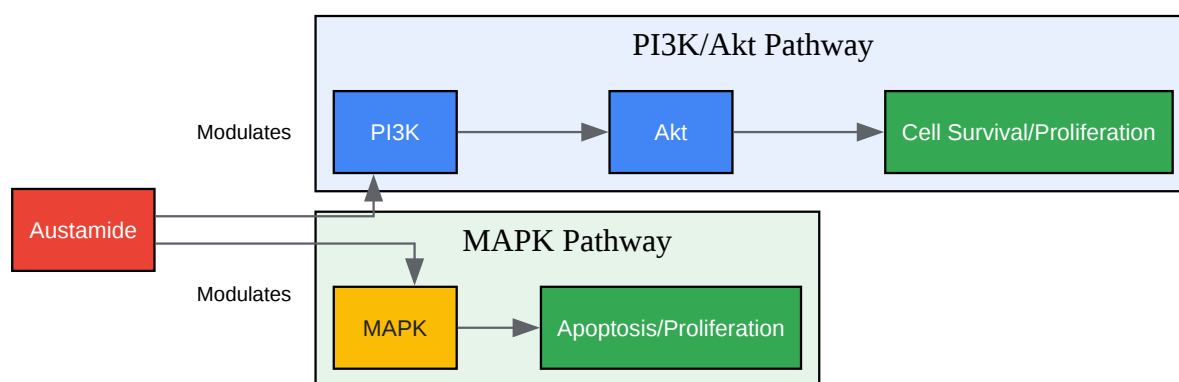 PI3K/Akt Pathway
Modulates
PI3K
Akt
Cell Survival/Proliferation
Austamide
MAPK Pathway
Modulates
MAPK
Apoptosis/Proliferation